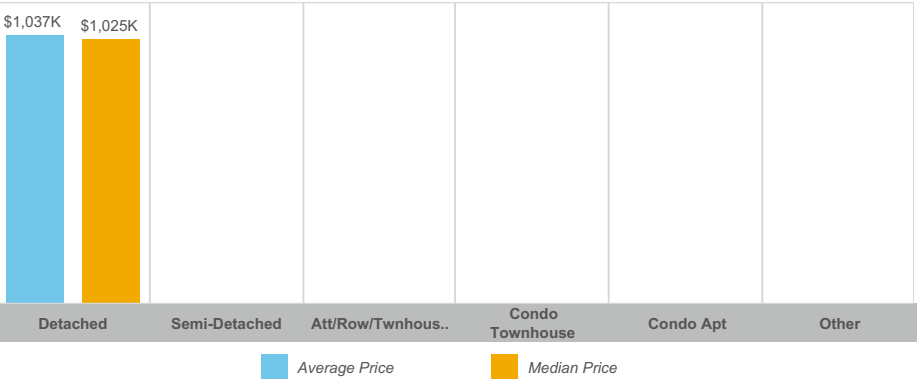 $1,037K
$1,025K
Detached
Semi-Detached
Att/Row/Twnhous..
Condo
Townhouse
Condo Apt
Other
Average Price
Median Price